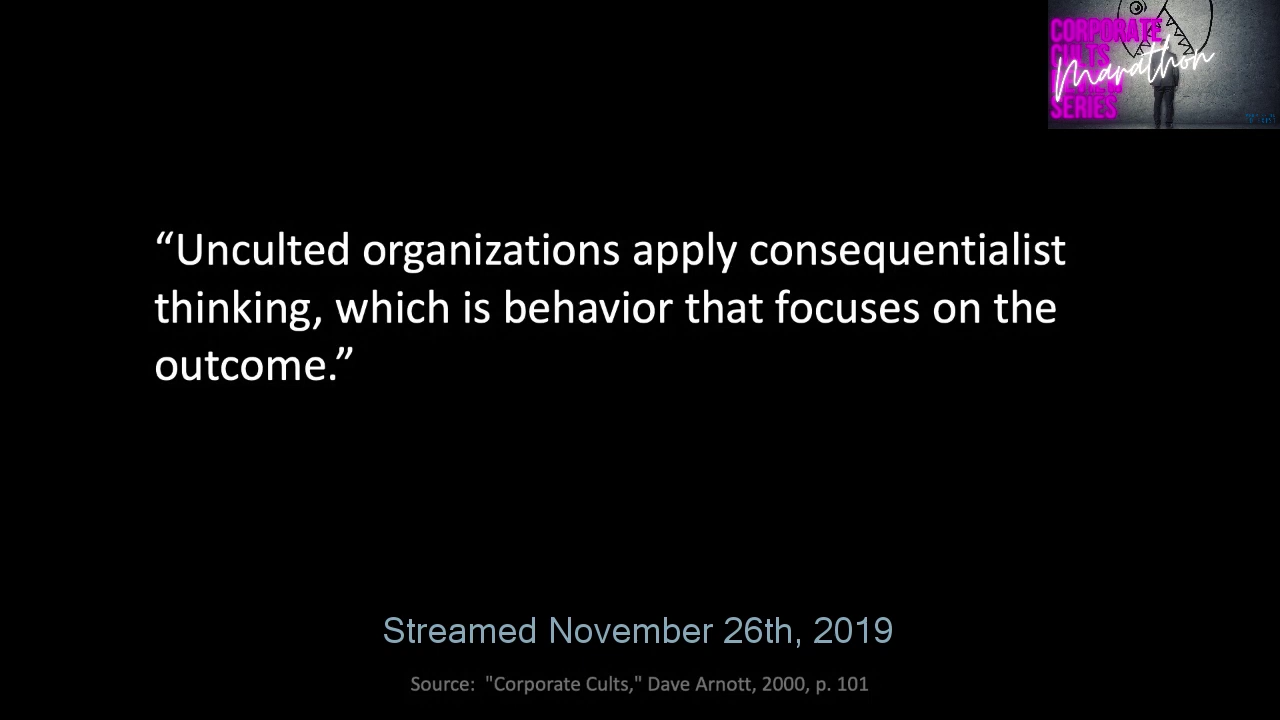 CORPORATE
CULTS
Marathon
SERIES
“Unculted organizations apply consequentialist
thinking, which is behavior that focuses on the
outcome.”
Streamed November 26th, 2019
Source: "Corporate Cults," Dave Arnott, 2000, p. 101